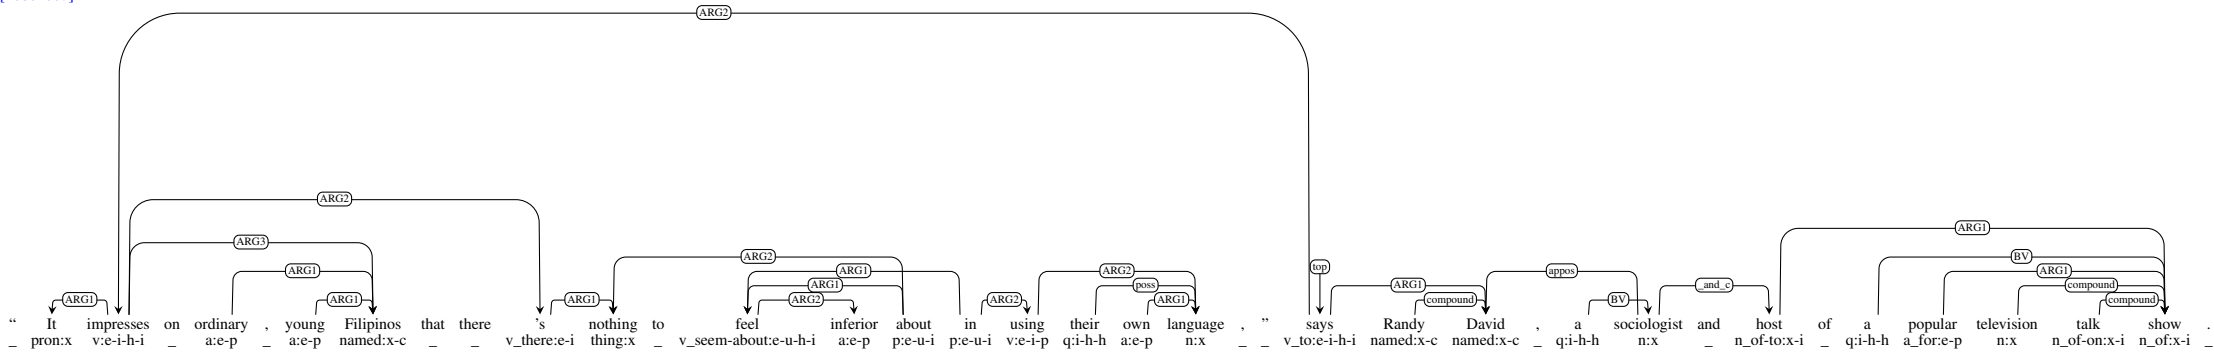 ARG2
ARG2
ARG1
ARG3
BV
ARG2
top
ARG1 ARG1 ARG2 appos ARG1
ARG1 poss ARG1 _and_c compound
ARG1 ARG1 ARG1 ARG2 ARG2 ARG1 compound BV compound
“ It impresses on ordinary , young Filipinos that there 's nothing to feel inferior about in using their own language , ” says Randy David , a sociologist and host of a popular television talk show .
_ pron:x v:e-i-h-i _ a:e-p _ a:e-p named:x-c _ _ v_there:e-i thing:x _ v_seem-about:e-u-h-i a:e-p p:e-u-i p:e-u-i v:e-i-p q:i-h-h a:e-p n:x _ _ v_to:e-i-h-i named:x-c named:x-c _ q:i-h-h n:x _ n_of-to:x-i _ q:i-h-h a_for:e-p n:x n_of-on:x-i n_of:x-i _